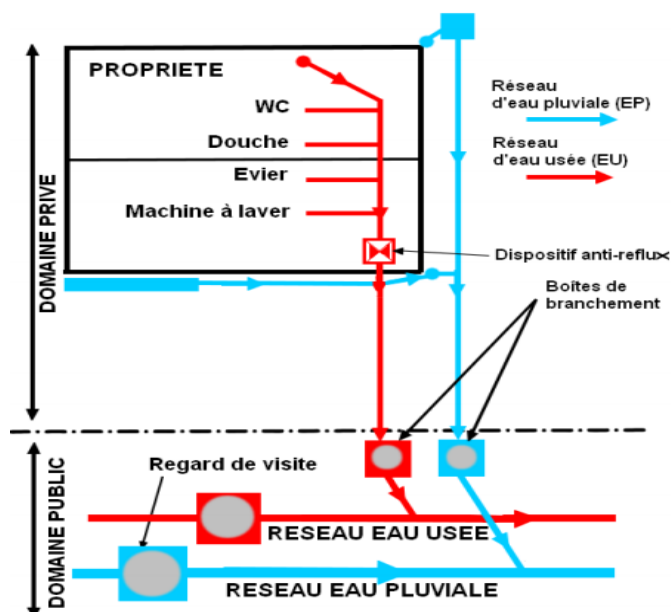 PROPRIETE
WC
Douche
Evier
Machine à laver
Réseau
d'eau pluviale (EP)
Réseau
d'eau usée (EU)
Dispositif anti-reflux
Boîtes de
branchement
DOMAINE PRIVE
Regard de visite
RESEAU EAU USEE
RESEAU EAU PLUVIALE
DOMAINE PUBLIC